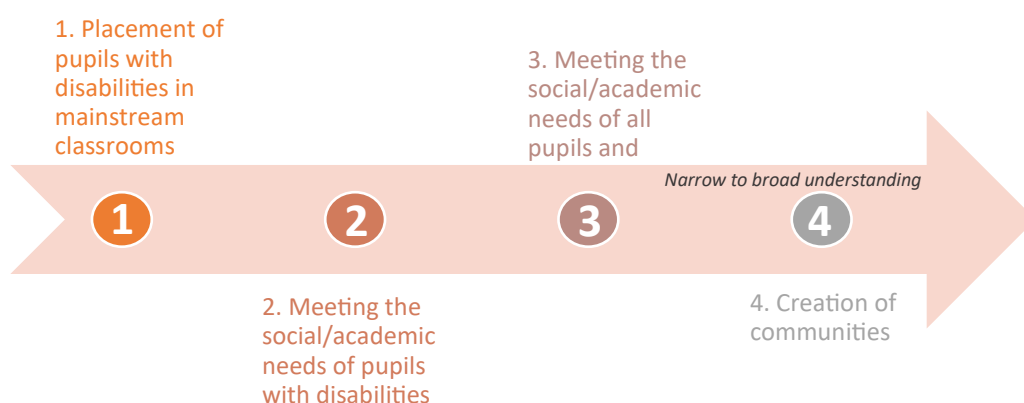 1. Placement of
pupils with
disabilities in
mainstream
classrooms
3. Meeting the
social/academic
needs of all
pupils and
Narrow to broad understanding
1
2
3
4
2. Meeting the
social/academic
needs of pupils
with disabilities
4. Creation of
communities